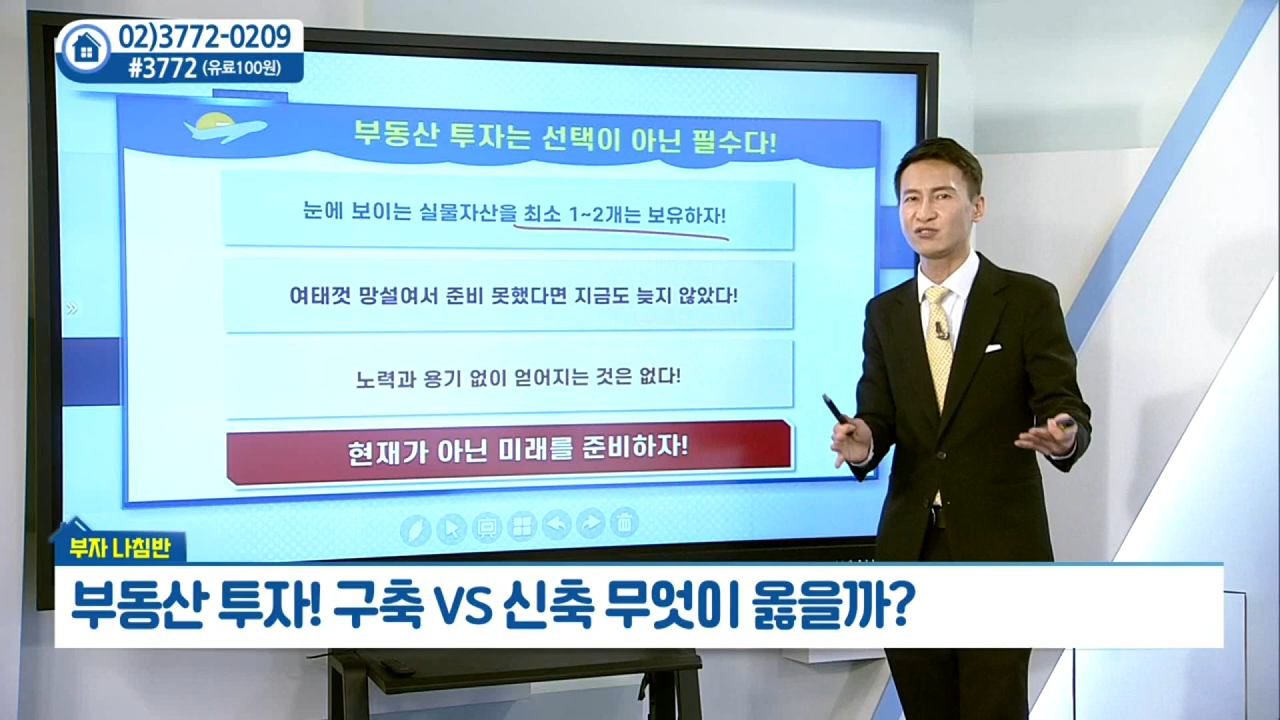 02)3772-0209
#3772 (유료100원)
부동산 투자는 선택이 아닌 필수다!
눈에 보이는 실물자산을 최소 1~2개는 보유하자!
여태껏 망설여서 준비 못했다면 지금도 늦지 않았다!
노력과 용기 없이 얻어지는 것은 없다!
현재가 아닌 미래를 준비하자!
부자 나침반
부동산 투자! 구축 VS 신축 무엇이 옳을까?